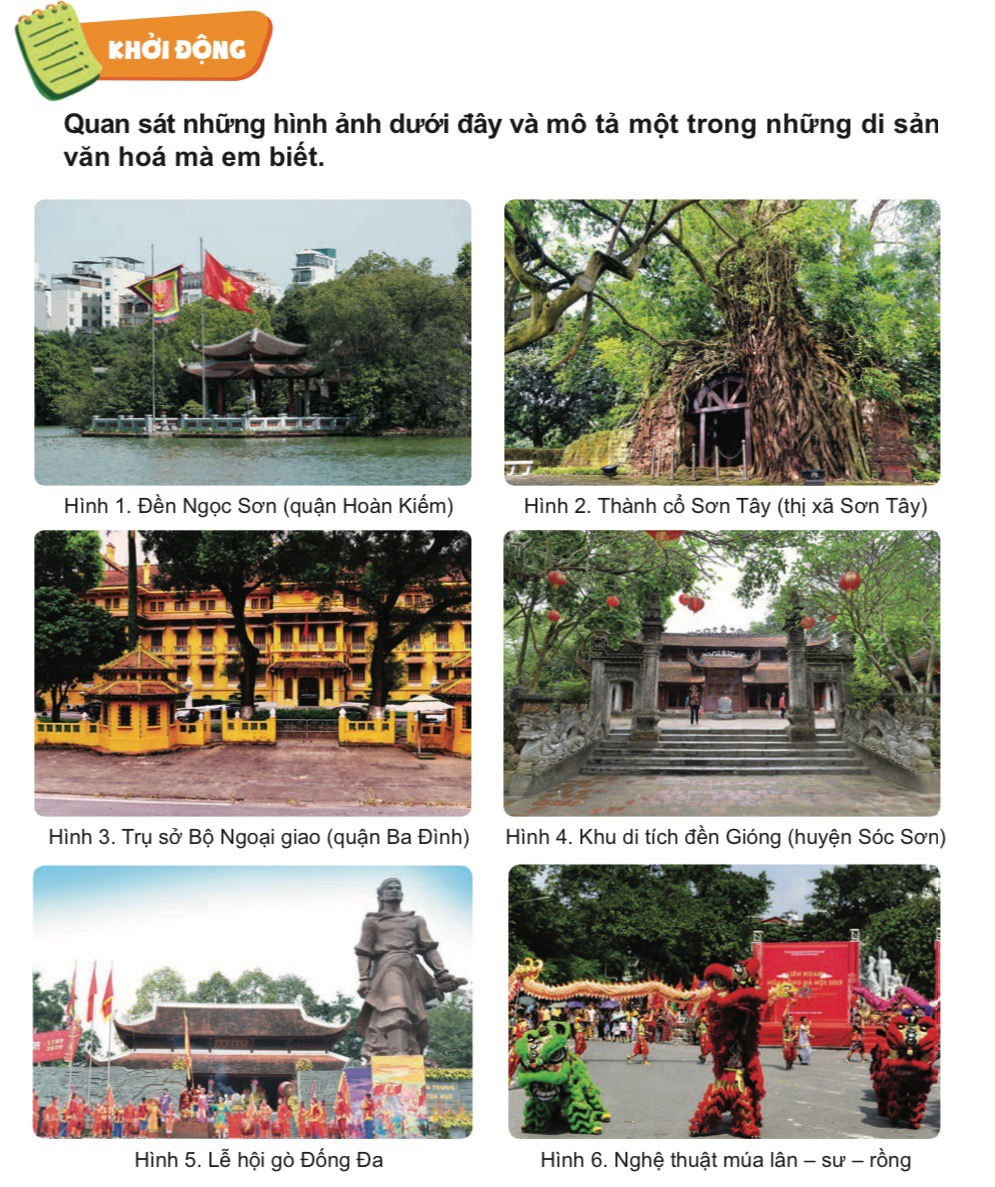 KHỞI ĐỘNG
Quan sát những hình ảnh dưới đây và mô tả một trong những di sản
văn hoá mà em biết.
Hình 1. Đền Ngọc Sơn (quận Hoàn Kiếm)
Hình 2. Thành cổ Sơn Tây (thị xã Sơn Tây)
Hình 3. Trụ sở Bộ Ngoại giao (quận Ba Đình)
Hình 4. Khu di tích đền Gióng (huyện Sóc Sơn)
LIÊN HOAN
Hình 5. Lễ hội gò Đống Đa
Hình 6. Nghệ thuật múa lân – sư – rồng